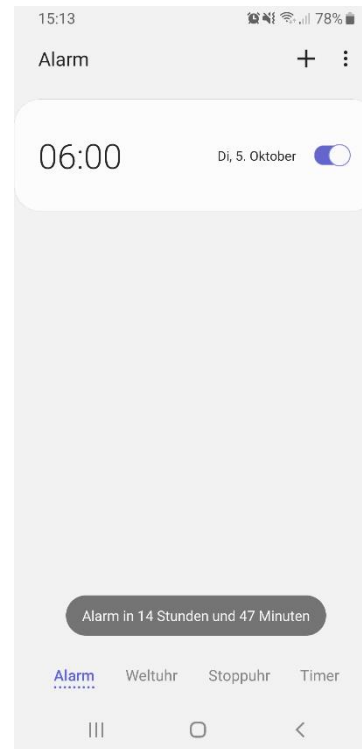 15:13 78%
Alarm
06:00 Di, 5. Oktober
Alarm in 14 Stunden und 47 Minuten
Alarm Weltuhr Stoppuhr Timer